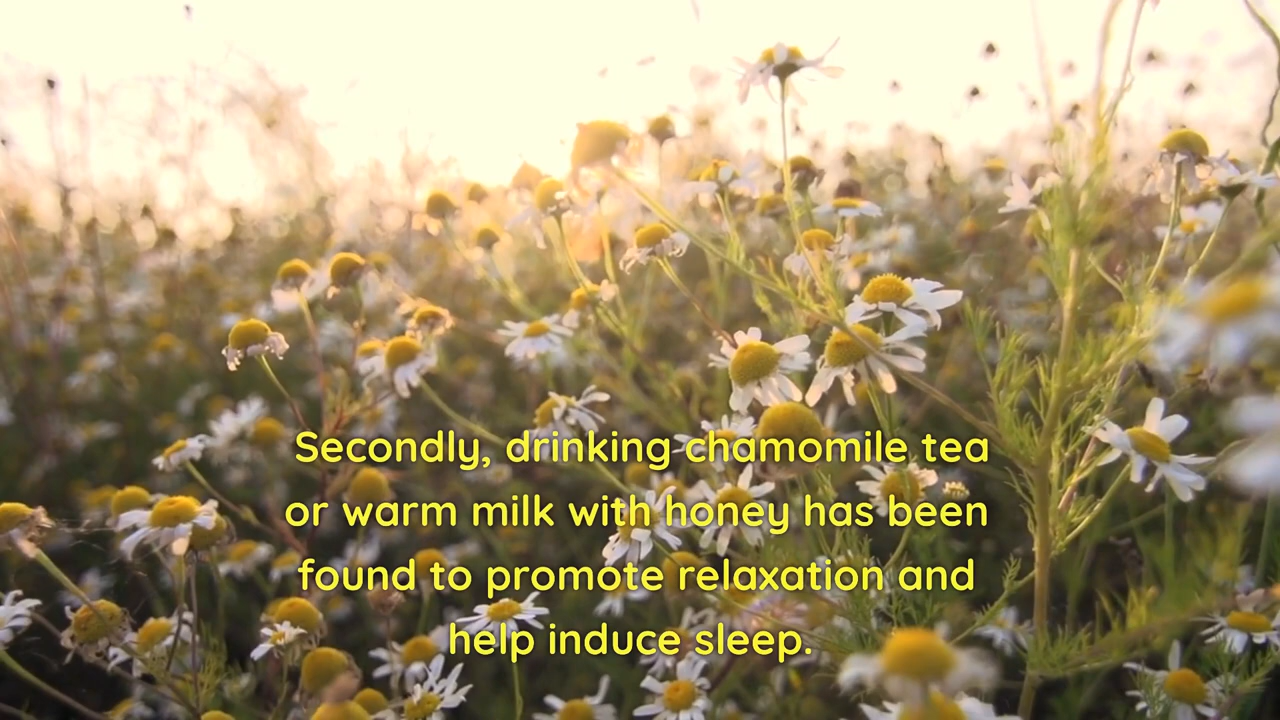 Secondly, drinking chamomile tea
or warm milk with honey has been
found to promote relaxation and
help induce sleep.